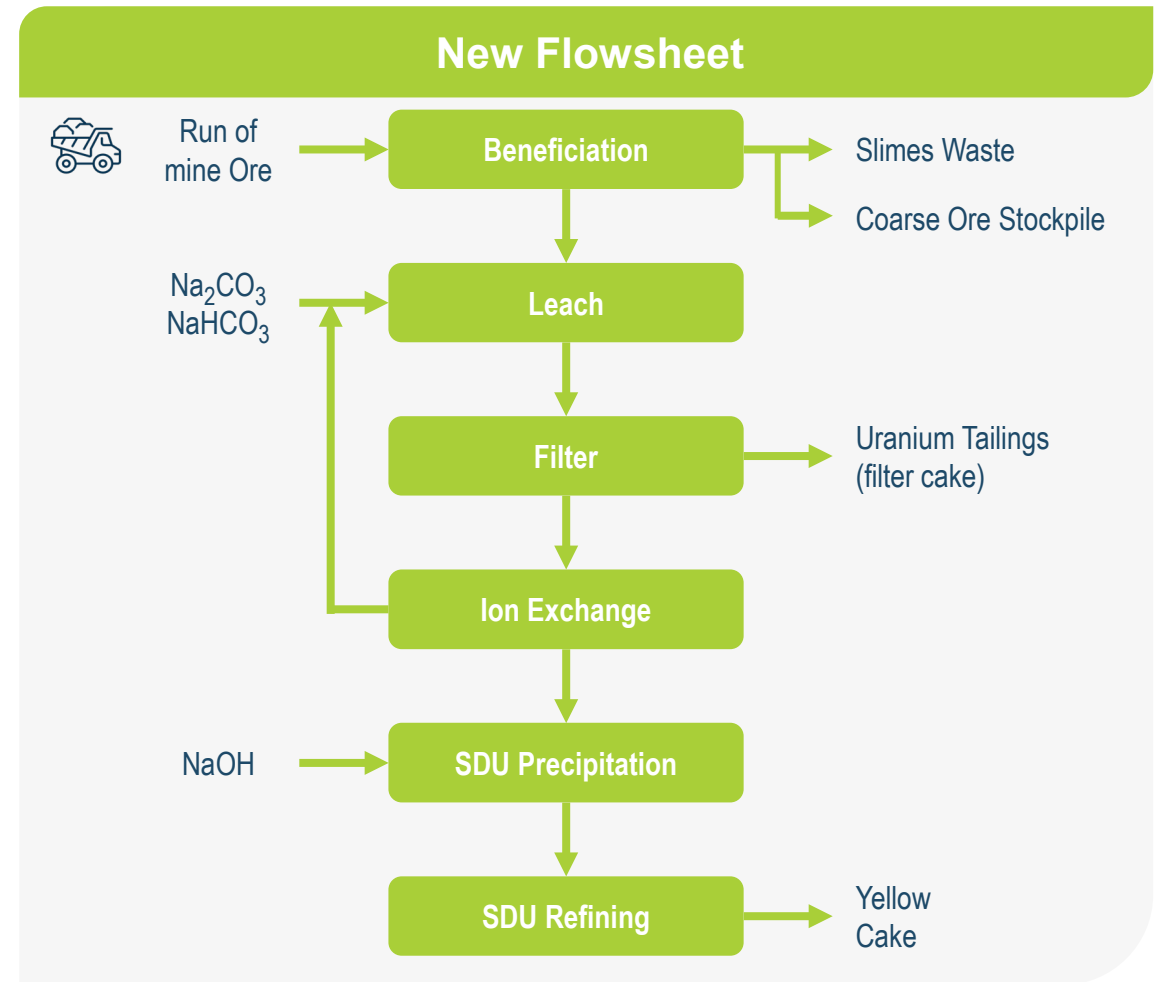 New Flowsheet
Run of
mine Ore
Beneficiation
Slimes Waste
Coarse Ore Stockpile
Na₂CO₃
NaHCO₃
Leach
Filter
Uranium Tailings
(filter cake)
Ion Exchange
NaOH
SDU Precipitation
SDU Refining
Yellow
Cake